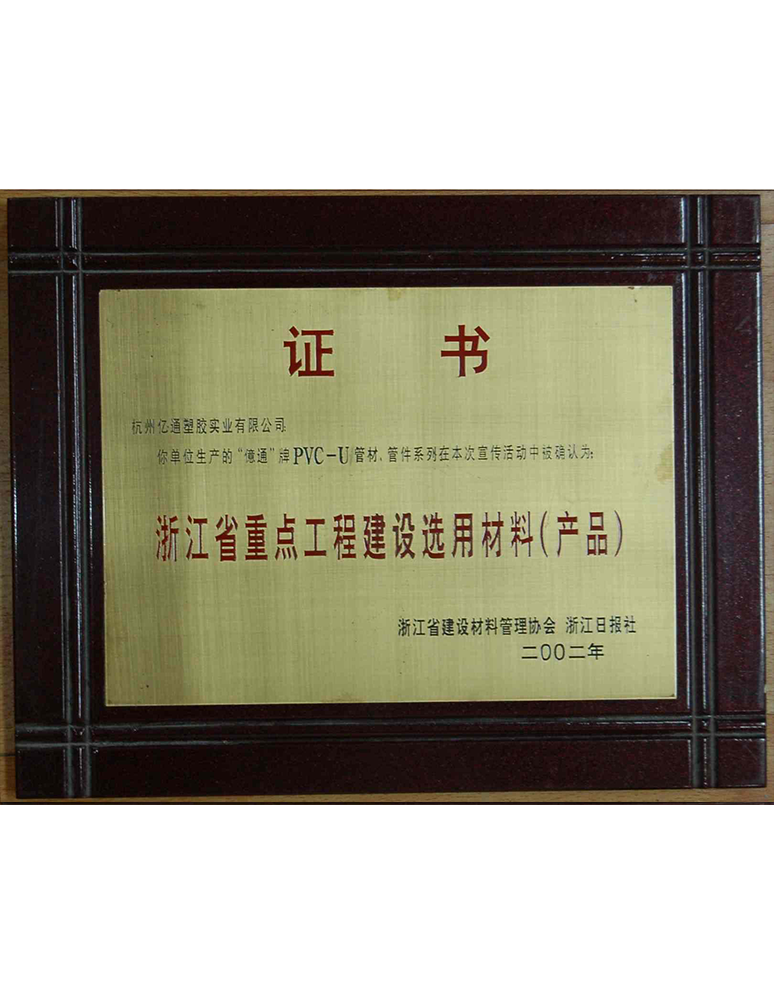 证 书
杭州亿通塑胶实业有限公司
你单位生产的“億通”牌PVC-U管材、管件系列在本次宣传活动中被确认为:
浙江省重点工程建设选用材料(产品)
浙江省建设材料管理协会 浙江日报社
二〇〇二年